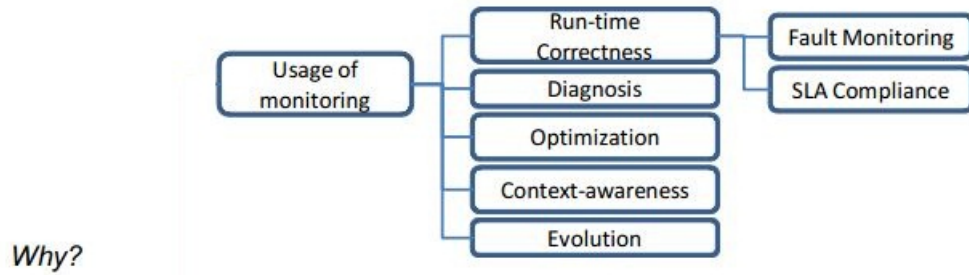 Usage of
monitoring
Run-time
Correctness
Diagnosis
Optimization
Context-awareness
Evolution
Fault Monitoring
SLA Compliance
Why?